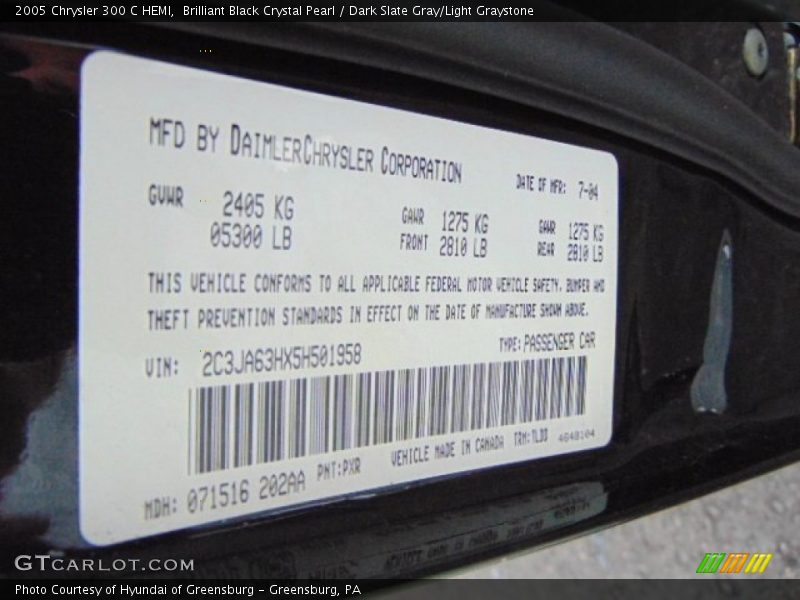 2005 Chrysler 300 C HEMI, Brilliant Black Crystal Pearl / Dark Slate Gray/Light Graystone
MFD BY DAIMLERCHRYSLER CORPORATION
DATE OF MFR: 7-04
GVWR 2405 KG GAWR 1275 KG GAWR 1275 KG
05300 LB FRONT 2810 LB REAR 2810 LB
THIS VEHICLE CONFORMS TO ALL APPLICABLE FEDERAL MOTOR VEHICLE SAFETY, BUMPER AND
THEFT PREVENTION STANDARDS IN EFFECT ON THE DATE OF MANUFACTURE SHOWN ABOVE.
VIN: 2C3JA63HX5H501958 TYPE: PASSENGER CAR
MDH: 071516 202AA PNT: PXR VEHICLE MADE IN CANADA TRM: TLDD 4648104
GTCARLOT.COM
Photo Courtesy of Hyundai of Greensburg - Greensburg, PA